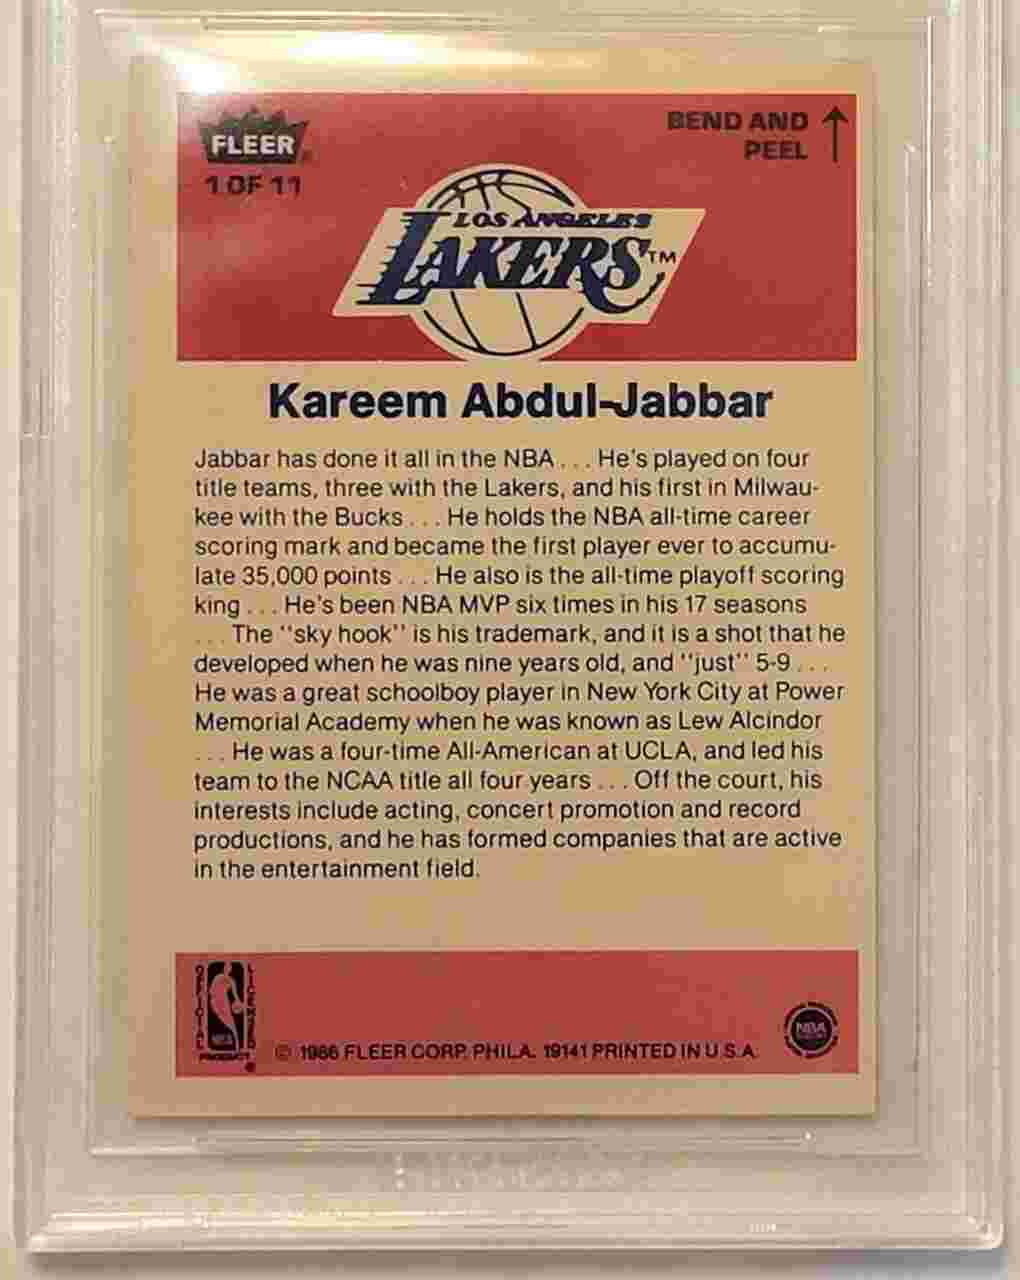 FLEER
1 OF 11
BEND AND
PEEL
LOS ANGELES
LAKERS™
Kareem Abdul-Jabbar
Jabbar has done it all in the NBA . . . He's played on four
title teams, three with the Lakers, and his first in Milwau-
kee with the Bucks . . . He holds the NBA all-time career
scoring mark and became the first player ever to accumu-
late 35,000 points . . . He also is the all-time playoff scoring
king . . . He's been NBA MVP six times in his 17 seasons
. . . The "sky hook" is his trademark, and it is a shot that he
developed when he was nine years old, and "just" 5-9 . . .
He was a great schoolboy player in New York City at Power
Memorial Academy when he was known as Lew Alcindor
. . . He was a four-time All-American at UCLA, and led his
team to the NCAA title all four years . . . Off the court, his
interests include acting, concert promotion and record
productions, and he has formed companies that are active
in the entertainment field.
OFFICIAL
LICENSED
NBA
PRODUCT
© 1986 FLEER CORP. PHILA. 19141 PRINTED IN U.S.A.
NBA